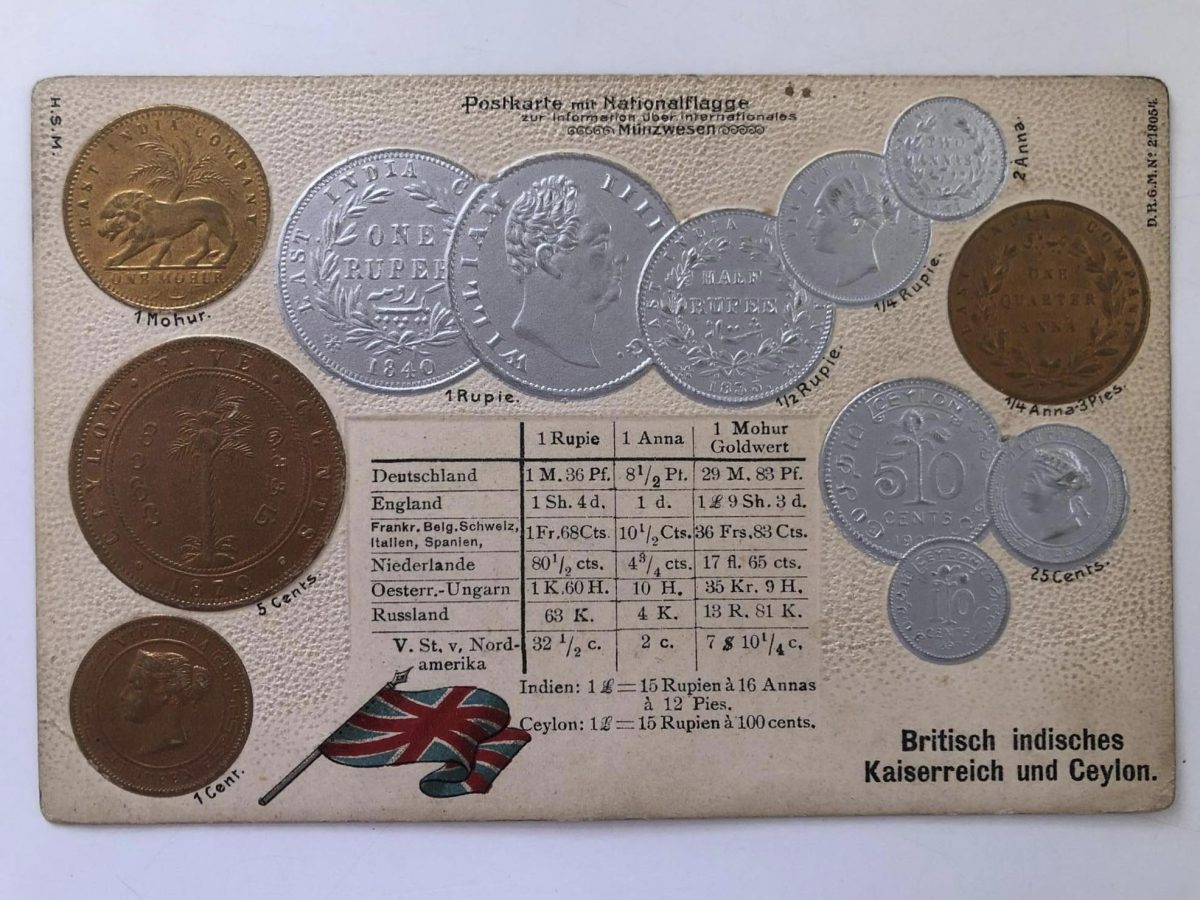 H.S.M.
Postkarte mit Nationalflagge
zur Information über internationales
Münzwesen
D.R.G.M. Nº 218054
EAST INDIA COMPANY
ONE MOHUR
1 Mohur.
EAST INDIA C
ONE
RUPEE
1840
WILLIAM IIII
1 Rupie.
EAST INDIA
HALF
RUPEE
1835
1/2 Rupie.
1/4 Rupie.
TWO
ANNAS
2 Anna.
EAST INDIA COMPANY
ONE
QUARTER
ANNA
1/4 Anna-3 Pies.
CEYLON FIVE CENTS
1870
5 Cents.
VICTORIA
QUEEN
1 Cent.
CEYLON
50
CENTS
25 Cents.
CEYLON
10
CENTS
1 Rupie 1 Anna 1 Mohur Goldwert
Deutschland 1 M. 36 Pf. 8 1/2 Pt. 29 M. 83 Pf.
England 1 Sh. 4 d. 1 d. 1 £ 9 Sh. 3 d.
Frankr. Belg. Schweiz, Italien, Spanien, 1 Fr. 68 Cts. 10 1/2 Cts. 36 Frs. 83 Cts.
Niederlande 80 1/2 cts. 4 3/4 cts. 17 fl. 65 cts.
Oesterr.-Ungarn 1 K. 60 H. 10 H. 35 Kr. 9 H.
Russland 63 K. 4 K. 13 R. 81 K.
V. St. v. Nord-amerika 32 1/2 c. 2 c. 7 $ 10 1/4 c.
Indien: 1 £ = 15 Rupien à 16 Annas
à 12 Pies.
Ceylon: 1 £ = 15 Rupien à 100 cents.
Britisch indisches
Kaiserreich und Ceylon.